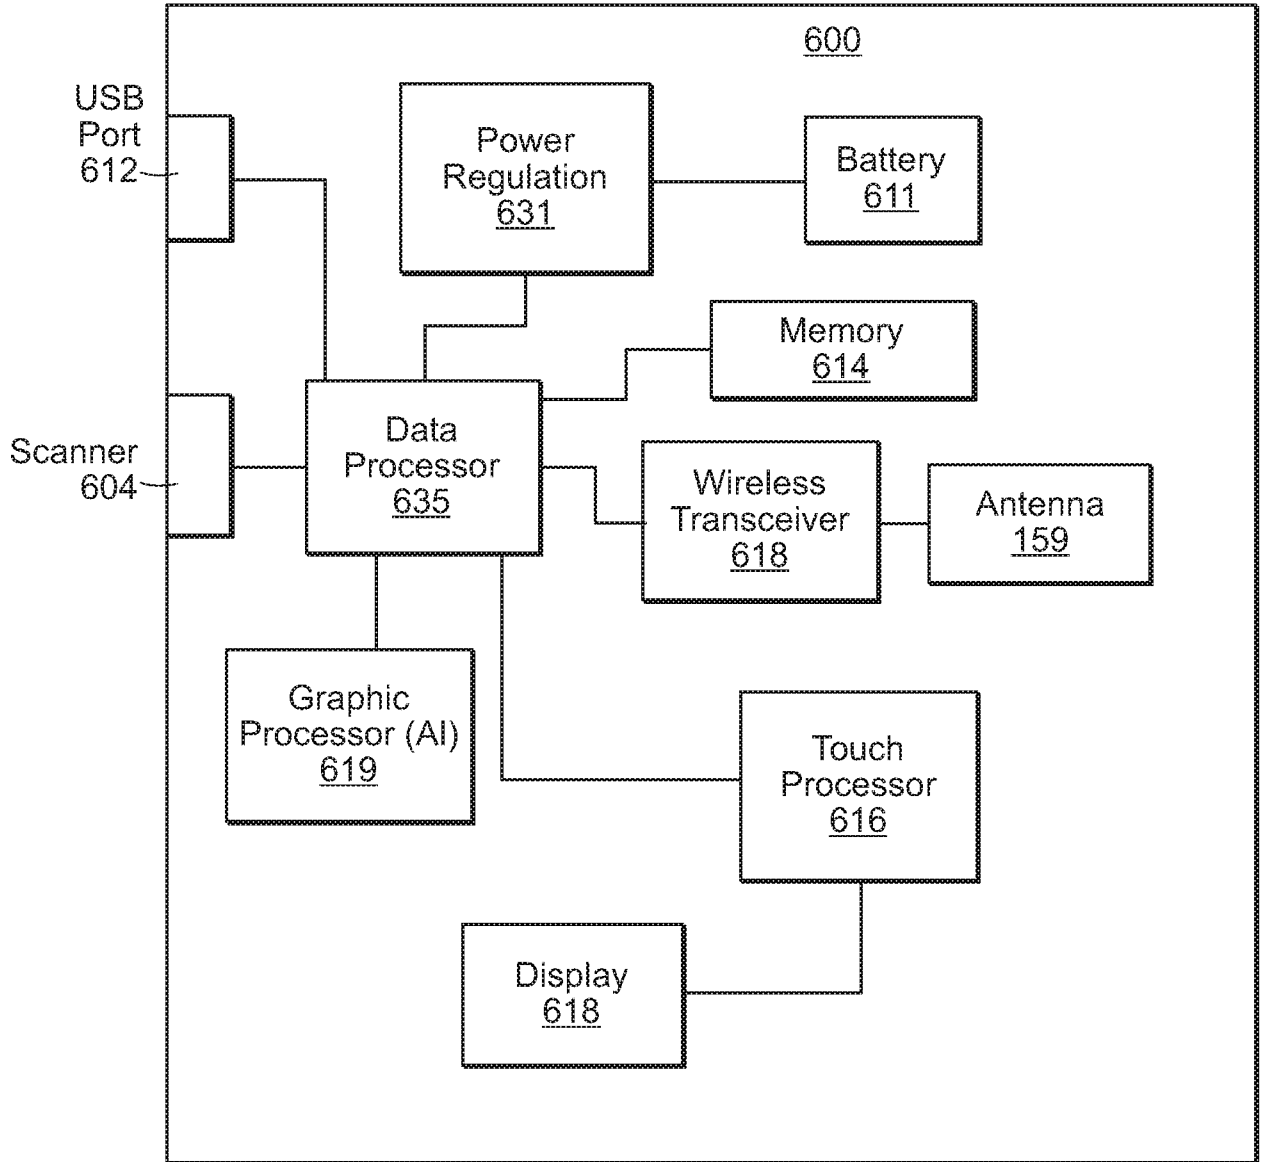 600
USB
Port
612
Power
Regulation
631
Battery
611
Memory
614
Scanner
604
Data
Processor
635
Wireless
Transceiver
618
Antenna
159
Graphic
Processor (AI)
619
Touch
Processor
616
Display
618